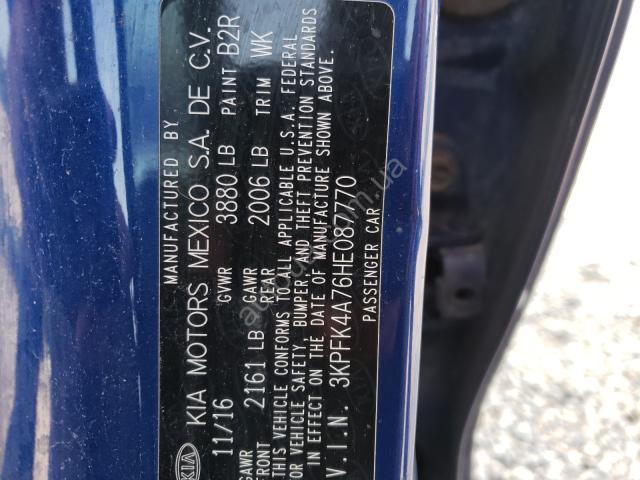 MANUFACTURED BY
KIA KIA MOTORS MEXICO S.A. DE C.V.
11/16 GVWR 3880 LB PAINT B2R
GAWR FRONT 2161 LB GAWR REAR 2006 LB TRIM WK
THIS VEHICLE CONFORMS TO ALL APPLICABLE U.S.A. FEDERAL
MOTOR VEHICLE SAFETY, BUMPER AND THEFT PREVENTION STANDARDS
IN EFFECT ON THE DATE OF MANUFACTURE SHOWN ABOVE.
V.I.N. 3KPFK4A76HE087770
PASSENGER CAR